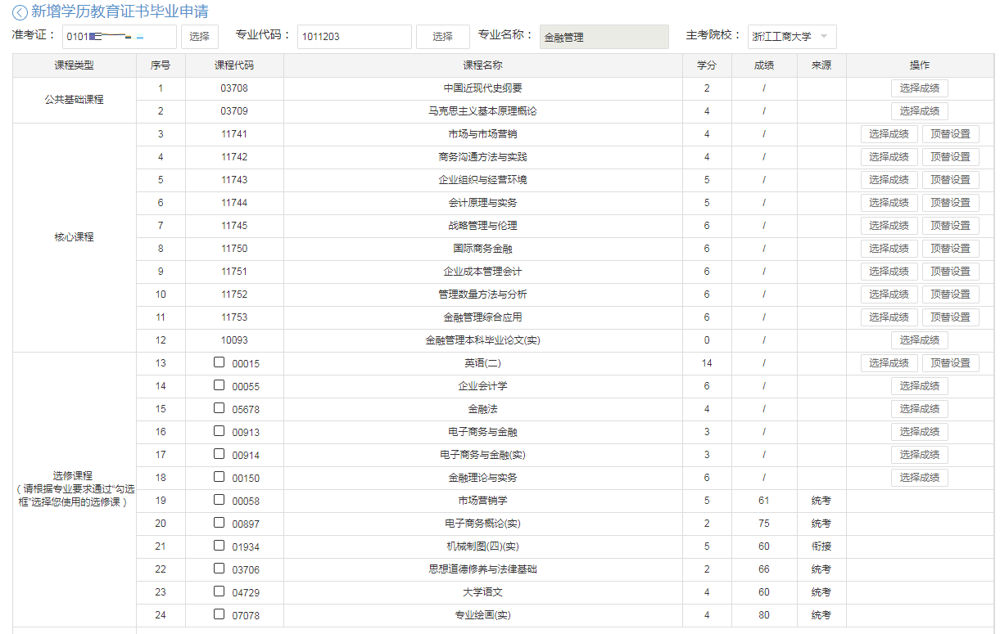 新增学历教育证书毕业申请
准考证： 0101 选择 专业代码： 1011203 选择 专业名称： 金融管理 主考院校： 浙江工商大学
课程类型 序号 课程代码 课程名称 学分 成绩 来源 操作
公共基础课程
1 03708 中国近现代史纲要 2 / 选择成绩
2 03709 马克思主义基本原理概论 4 / 选择成绩
核心课程
3 11741 市场与市场营销 4 / 选择成绩 顶替设置
4 11742 商务沟通方法与实践 4 / 选择成绩 顶替设置
5 11743 企业组织与经营环境 5 / 选择成绩 顶替设置
6 11744 会计原理与实务 5 / 选择成绩 顶替设置
7 11745 战略管理与伦理 6 / 选择成绩 顶替设置
8 11750 国际商务金融 6 / 选择成绩 顶替设置
9 11751 企业成本管理会计 6 / 选择成绩 顶替设置
10 11752 管理数量方法与分析 6 / 选择成绩 顶替设置
11 11753 金融管理综合应用 6 / 选择成绩 顶替设置
12 10093 金融管理本科毕业论文(实) 0 / 选择成绩
选修课程
（请根据专业要求通过“勾选
框”选择您使用的选修课）
13 00015 英语(二) 14 / 选择成绩 顶替设置
14 00055 企业会计学 6 / 选择成绩
15 05678 金融法 4 / 选择成绩
16 00913 电子商务与金融 3 / 选择成绩
17 00914 电子商务与金融(实) 3 / 选择成绩
18 00150 金融理论与实务 6 / 选择成绩
19 00058 市场营销学 5 61 统考
20 00897 电子商务概论(实) 2 75 统考
21 01934 机械制图(四)(实) 5 60 衔接
22 03706 思想道德修养与法律基础 2 66 统考
23 04729 大学语文 4 60 统考
24 07078 专业绘画(实) 4 80 统考